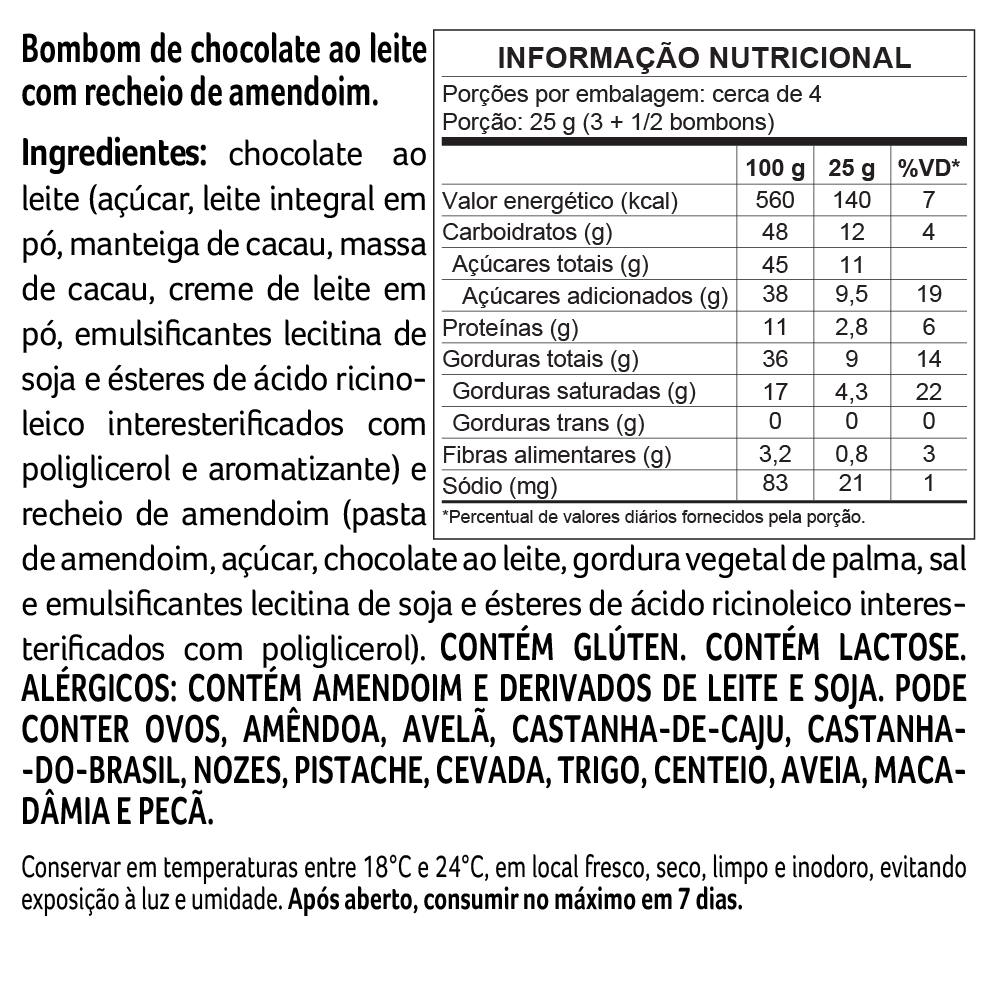 Bombom de chocolate ao leite
com recheio de amendoim.
Ingredientes: chocolate ao
leite (açúcar, leite integral em
pó, manteiga de cacau, massa
de cacau, creme de leite em
pó, emulsificantes lecitina de
soja e ésteres de ácido ricino-
leico interesterificados com
poliglicerol e aromatizante) e
recheio de amendoim (pasta
de amendoim, açúcar, chocolate ao leite, gordura vegetal de palma, sal
e emulsificantes lecitina de soja e ésteres de ácido ricinoleico interes-
terificados com poliglicerol). CONTÉM GLÚTEN. CONTÉM LACTOSE.
ALÉRGICOS: CONTÉM AMENDOIM E DERIVADOS DE LEITE E SOJA. PODE
CONTER OVOS, AMÊNDOA, AVELÃ, CASTANHA-DE-CAJU, CASTANHA-
-DO-BRASIL, NOZES, PISTACHE, CEVADA, TRIGO, CENTEIO, AVEIA, MACA-
DÂMIA E PECÃ.
INFORMAÇÃO NUTRICIONAL
Porções por embalagem: cerca de 4
Porção: 25 g (3 + 1/2 bombons)
100 g 25 g %VD*
Valor energético (kcal) 560 140 7
Carboidratos (g) 48 12 4
Açúcares totais (g) 45 11
Açúcares adicionados (g) 38 9,5 19
Proteínas (g) 11 2,8 6
Gorduras totais (g) 36 9 14
Gorduras saturadas (g) 17 4,3 22
Gorduras trans (g) 0 0 0
Fibras alimentares (g) 3,2 0,8 3
Sódio (mg) 83 21 1
*Percentual de valores diários fornecidos pela porção.
Conservar em temperaturas entre 18°C e 24°C, em local fresco, seco, limpo e inodoro, evitando
exposição à luz e umidade. Após aberto, consumir no máximo em 7 dias.